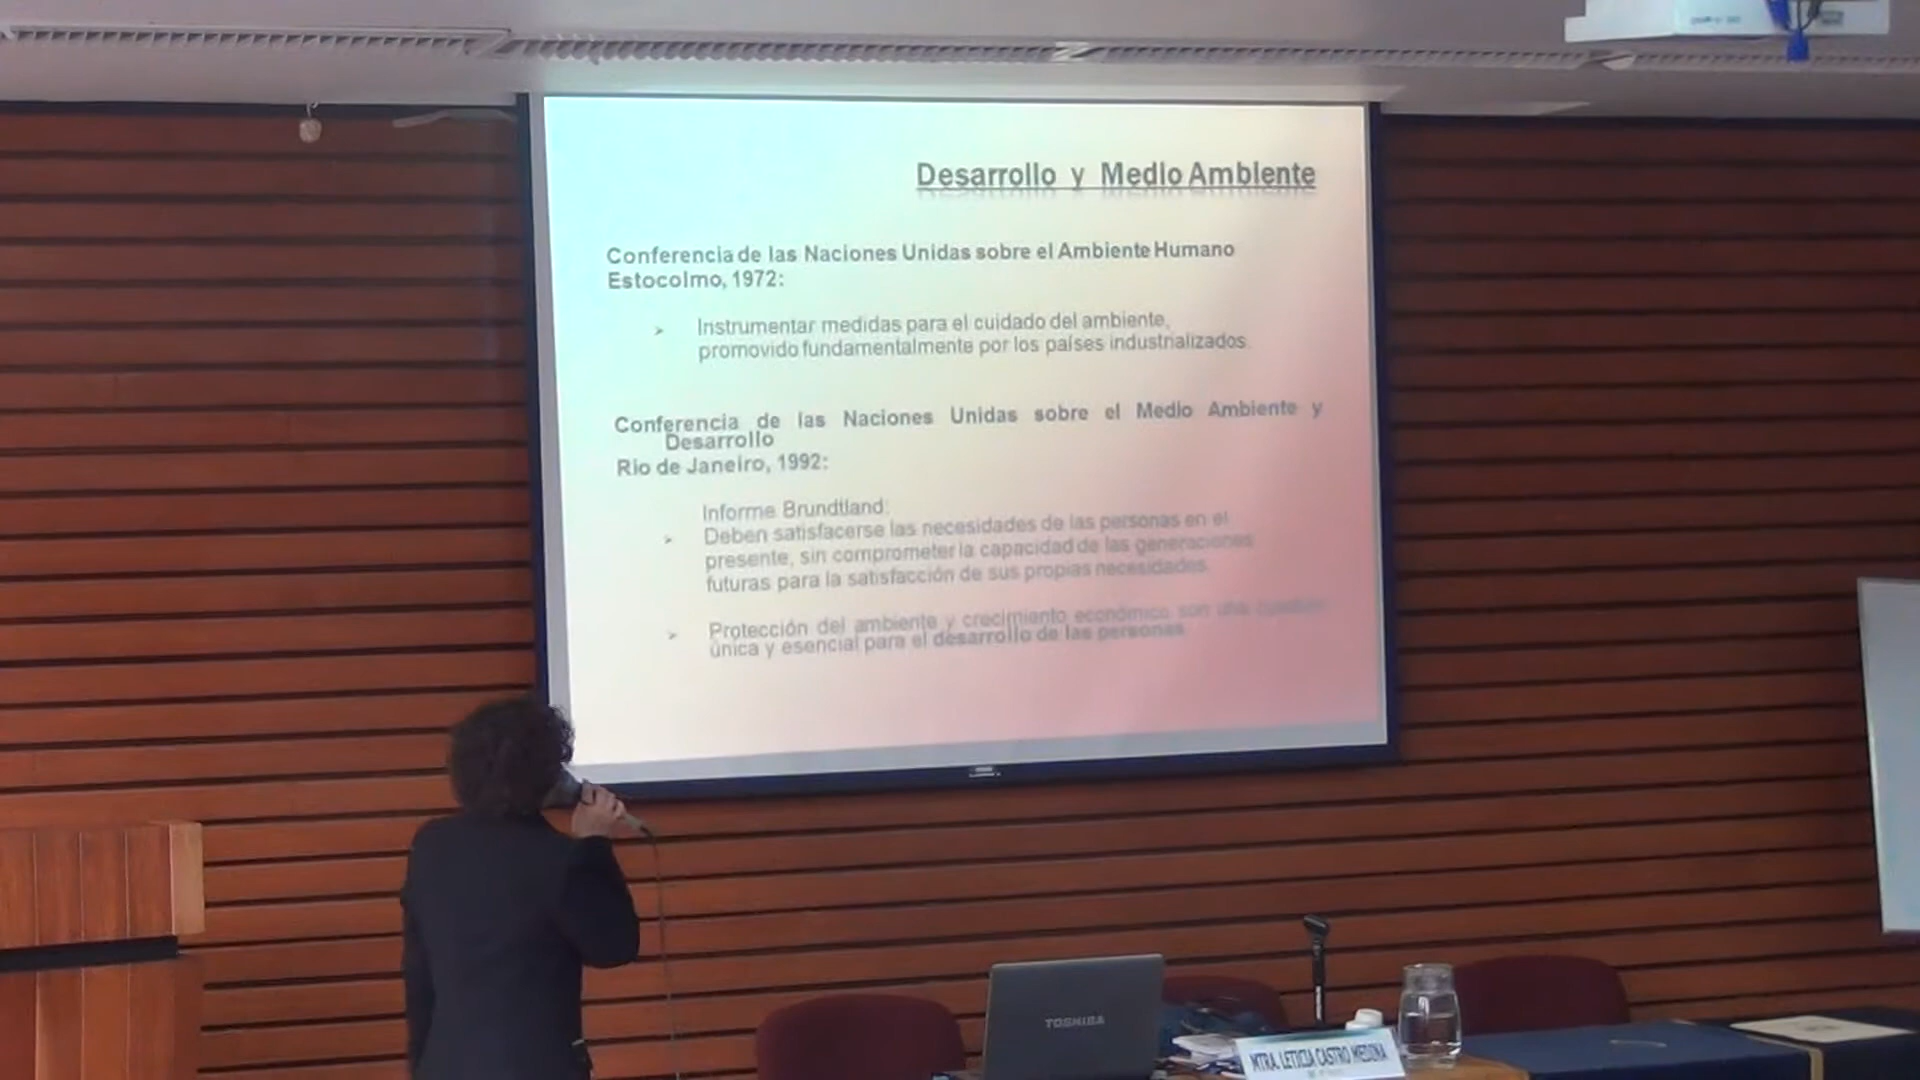 Desarrollo y Medio Ambiente
Conferencia de las Naciones Unidas sobre el Ambiente Humano
Estocolmo, 1972:
Instrumentar medidas para el cuidado del ambiente,
promovido fundamentalmente por los países industrializados.
Conferencia de las Naciones Unidas sobre el Medio Ambiente y
Desarrollo
Rio de Janeiro, 1992:
Informe Brundtland:
Deben satisfacerse las necesidades de las personas en el
presente, sin comprometer la capacidad de las generaciones
futuras para la satisfacción de sus propias necesidades.
Protección del ambiente y crecimiento económico son una
única y esencial para el desarrollo de las personas
TOSHIBA
MTRA. LETICIA CASTRO MEDINA